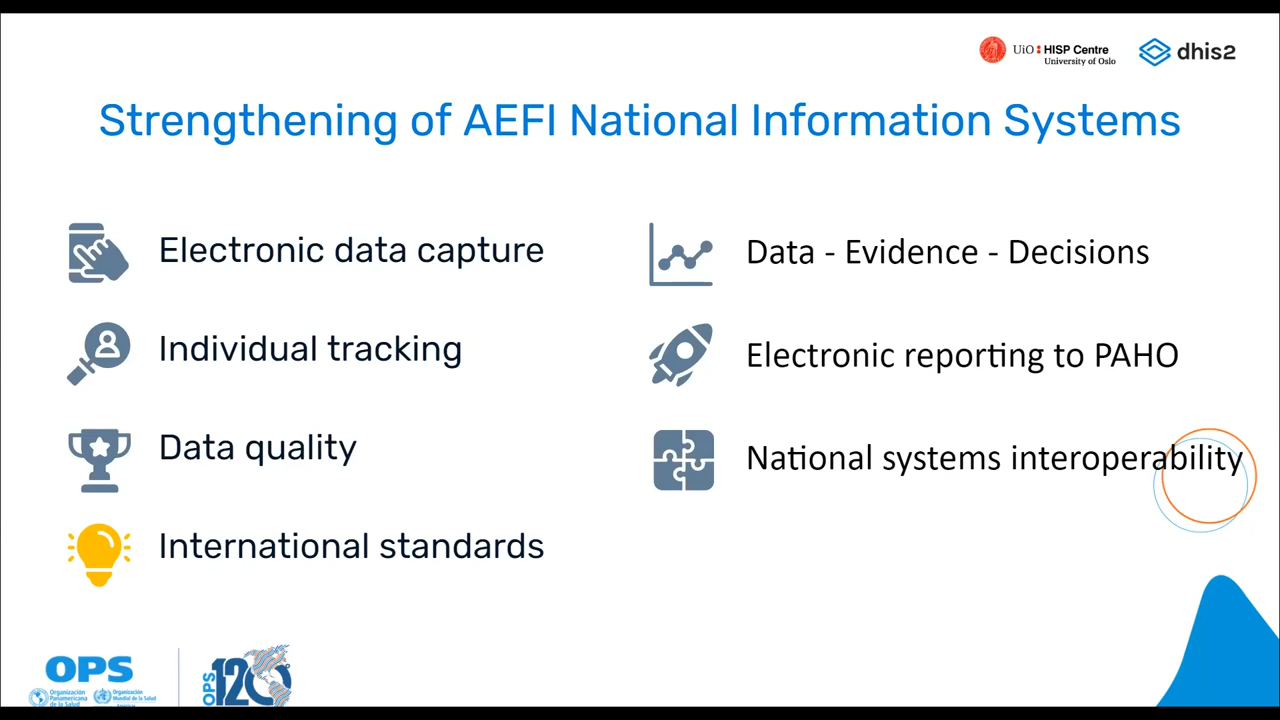 UiO HISP Centre
University of Oslo
dhis2
Strengthening of AEFI National Information Systems
Electronic data capture
Individual tracking
Data quality
International standards
Data - Evidence - Decisions
Electronic reporting to PAHO
National systems interoperability
OPS
Organización
Panamericana
de la Salud
Organización
Mundial de la Salud
OPS
120